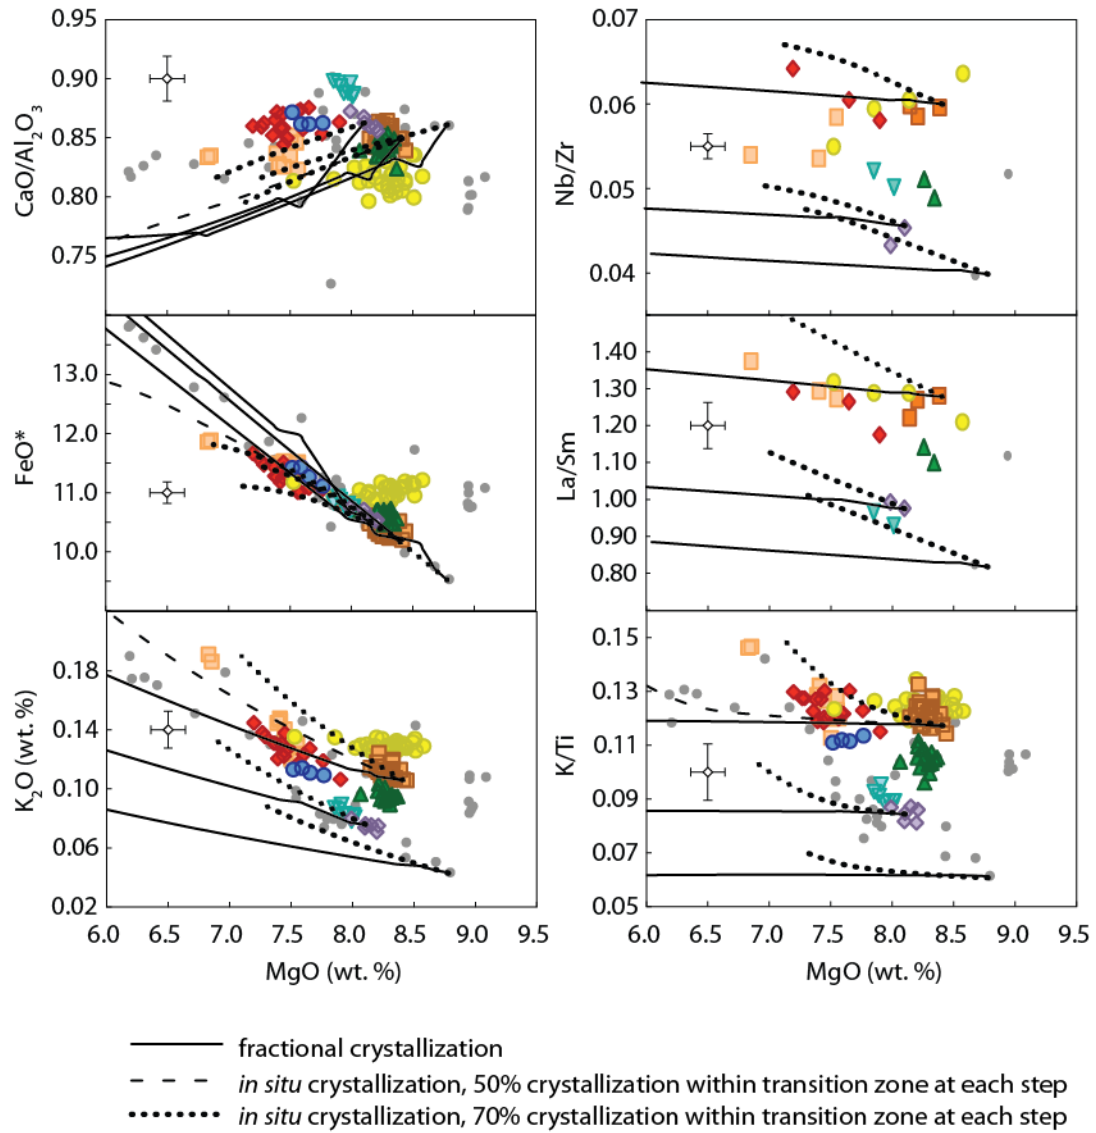 0.95
0.90
0.85
0.80
0.75
CaO/Al2O3
0.07
0.06
0.05
0.04
Nb/Zr
13.0
12.0
11.0
10.0
FeO*
1.40
1.30
1.20
1.10
1.00
0.90
0.80
La/Sm
0.18
0.14
0.10
0.06
0.02
K2O (wt. %)
6.0 6.5 7.0 7.5 8.0 8.5 9.0 9.5
MgO (wt. %)
0.15
0.13
0.11
0.09
0.07
0.05
K/Ti
6.0 6.5 7.0 7.5 8.0 8.5 9.0 9.5
MgO (wt. %)
fractional crystallization
in situ crystallization, 50% crystallization within transition zone at each step
in situ crystallization, 70% crystallization within transition zone at each step